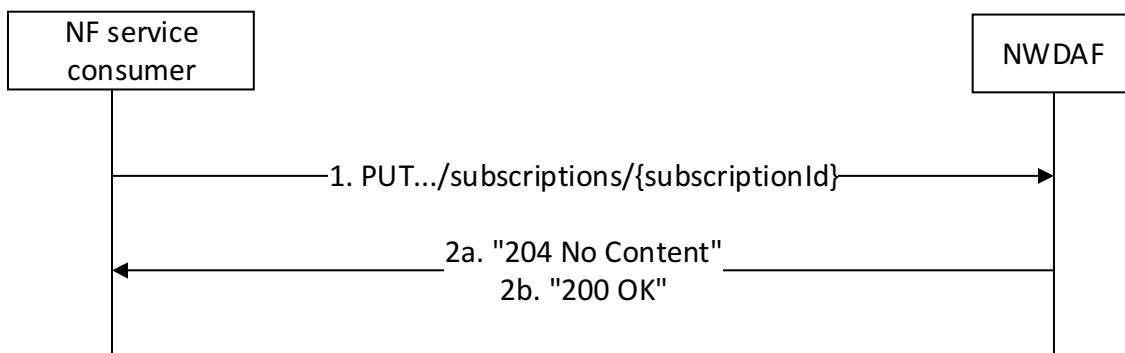 NF service
consumer
NWDAF
1. PUT.../subscriptions/{subscriptionId}
2a. "204 No Content"
2b. "200 OK"